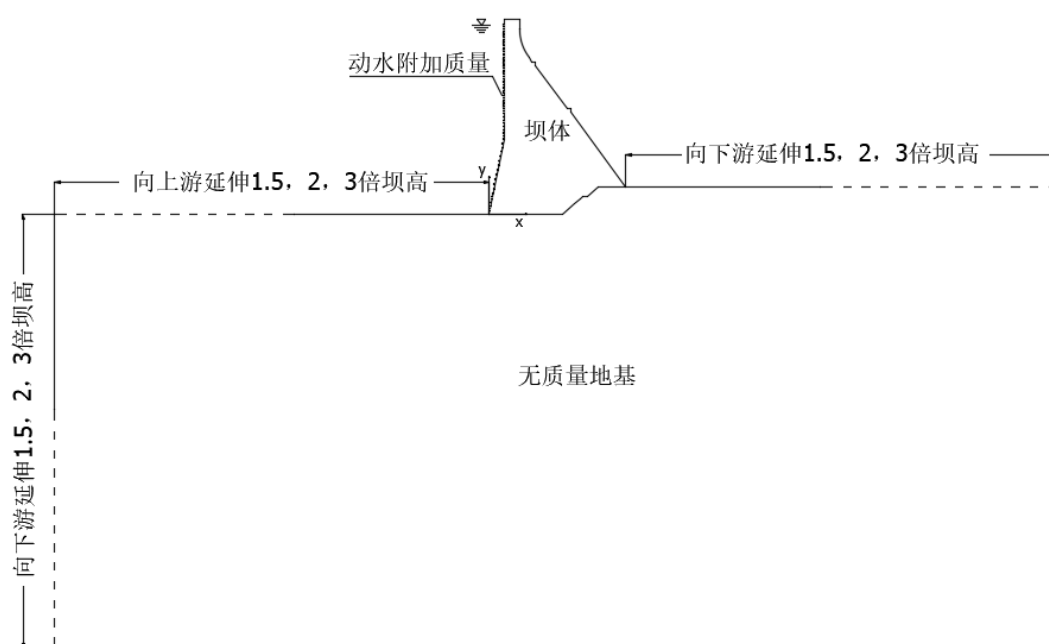 动水附加质量
坝体
向下游延伸1.5，2，3倍坝高
向上游延伸1.5，2，3倍坝高
y
x
向下游延伸1.5，2，3倍坝高
无质量地基